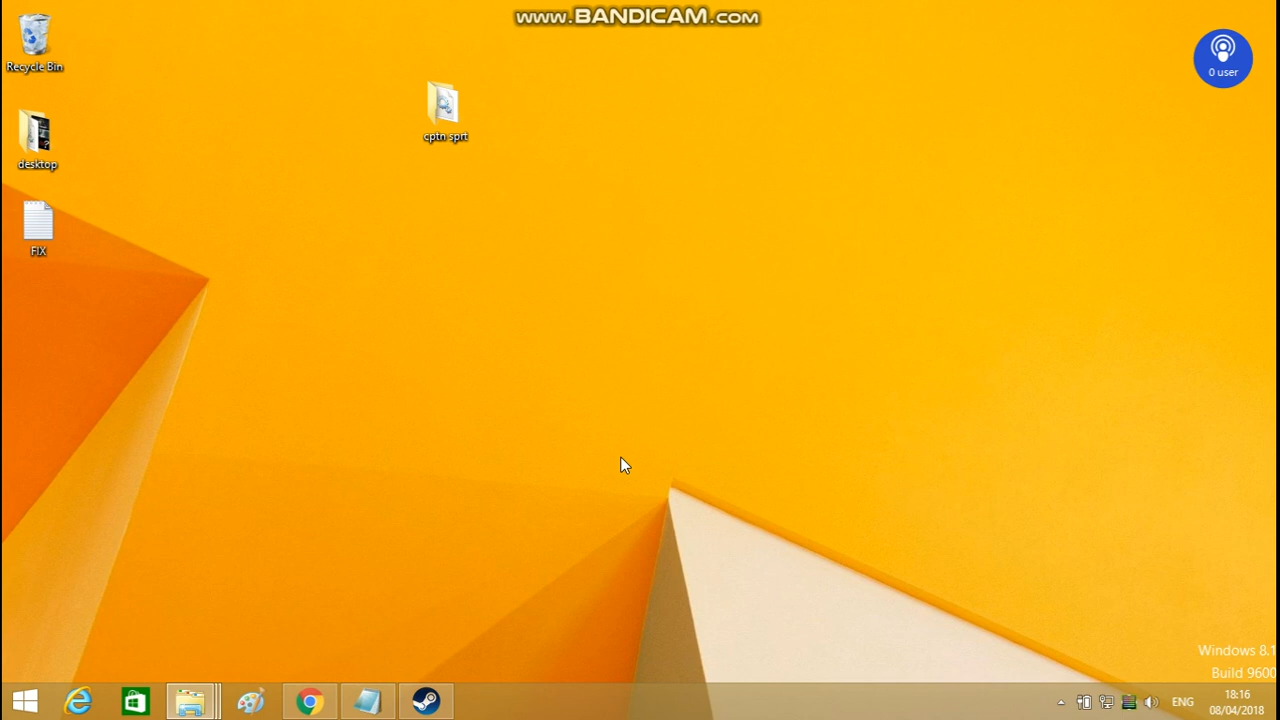 www.BANDICAM.com
Recycle Bin
0 user
cptn sprt
desktop
FIX
Windows 8.1
Build 9600
ENG
18:16
08/04/2018